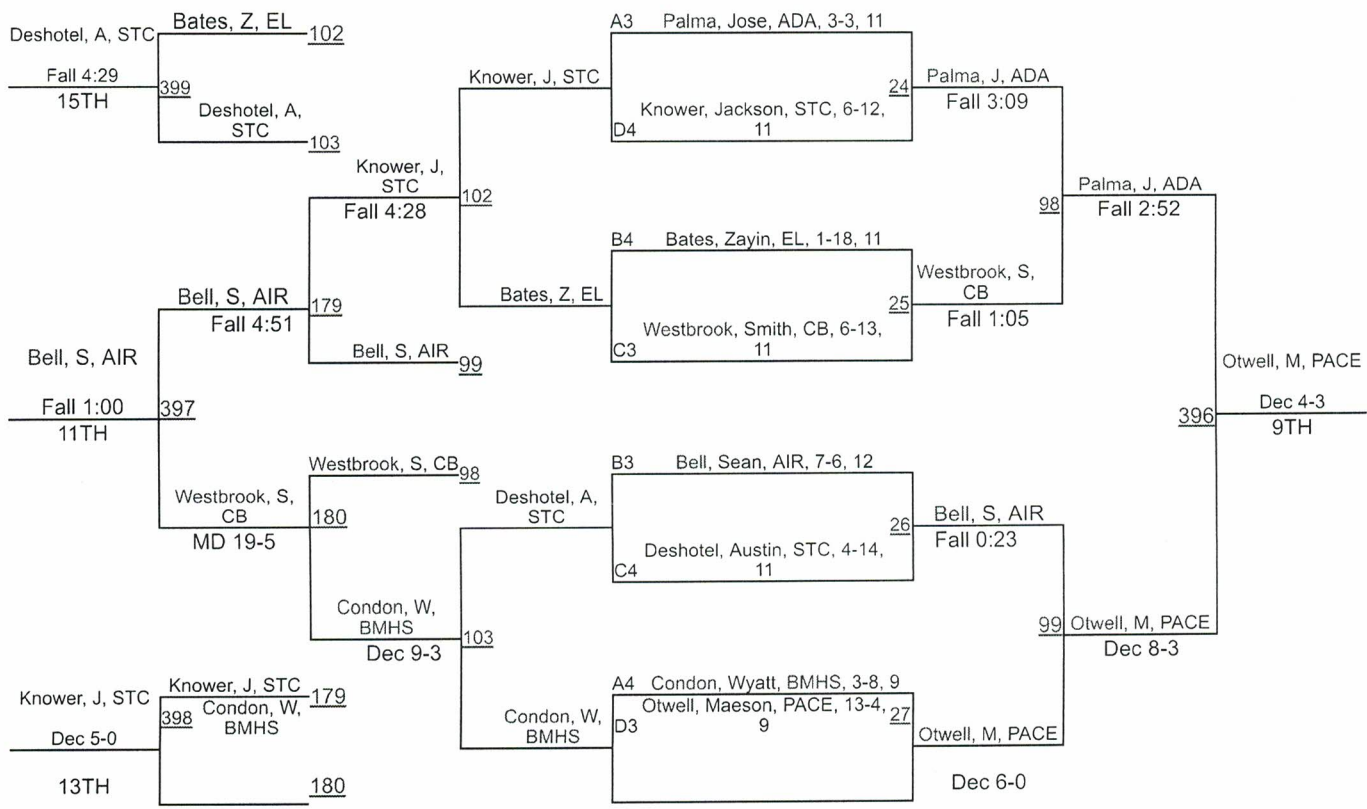 Deshotel, A, STC
Fall 4:29
15TH
Bates, Z, EL
102
399
Deshotel, A,
STC
103
Knower, J,
STC
Fall 4:28
102
Bell, S, AIR
Fall 4:51
179
Bell, S, AIR
99
Bell, S, AIR
Fall 1:00
11TH
397
Westbrook, S, CB
98
Westbrook, S,
CB
MD 19-5
180
Condon, W,
BMHS
Dec 9-3
103
Knower, J, STC
Dec 5-0
13TH
Knower, J, STC
179
398
Condon, W,
BMHS
180
Knower, J, STC
Bates, Z, EL
Deshotel, A,
STC
Condon, W,
BMHS
A3 Palma, Jose, ADA, 3-3, 11
24
Knower, Jackson, STC, 6-12,
D4 11
B4 Bates, Zayin, EL, 1-18, 11
25
Westbrook, Smith, CB, 6-13,
C3 11
B3 Bell, Sean, AIR, 7-6, 12
26
Deshotel, Austin, STC, 4-14,
C4 11
A4 Condon, Wyatt, BMHS, 3-8, 9
Otwell, Maeson, PACE, 13-4,
D3 9
27
Palma, J, ADA
Fall 3:09
Westbrook, S,
CB
Fall 1:05
98
Palma, J, ADA
Fall 2:52
Bell, S, AIR
Fall 0:23
Otwell, M, PACE
Dec 6-0
99
Otwell, M, PACE
Dec 8-3
396
Otwell, M, PACE
Dec 4-3
9TH